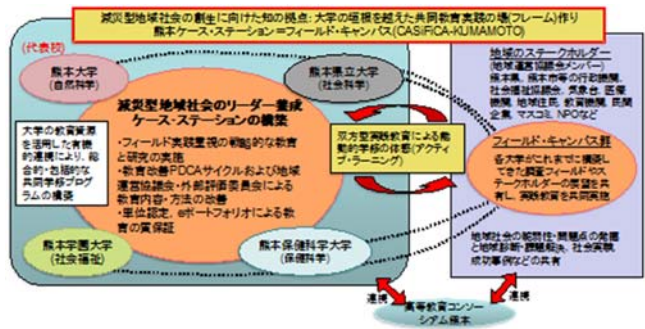 減災型地域社会の創生に向けた知の拠点: 大学の垣根を越えた共同教育実践の場(フレーム)作り
熊本ケース・ステーション=フィールド・キャンパス(CASiFiCA-KUMAMOTO)
(代表校)
熊本大学
(自然科学)
熊本県立大学
(社会科学)
減災型地域社会のリーダー養成
ケース・ステーションの構築
・フィールド実践重視の戦略的な教育
と研究の実施
・教育改善PDCAサイクルおよび地域
運営協議会・外部評価委員会による
教育内容・方法の改善
・単位認定、eポートフォリオによる教
育の質保証
大学の教育資源
を活用した有機
的連携により、総
合的・包括的な
共同学修プログ
ラムの構築
熊本学園大学
(社会福祉)
熊本保健科学大学
(保健科学)
双方型実践教育による能
動的学修の体感(アクティ
ブ・ラーニング)
地域のステークホルダー
(地域運営協議会メンバー)
熊本県、熊本市等の行政機関、
社会福祉協議会、気象台、医療
機関、地域住民、教育機関、民間
企業、マスコミ、NPOなど
フィールド・キャンパス群
各大学がこれまでに構築し
てきた調査フィールドやス
テークホルダーの
を共
有し、実践教育を共同実施
地域社会の脆弱性・問題点の発掘
と地域診断・課題解決、社会実験
成功事例などの共有
連携
連携
高等教育コンソー
シアム熊本